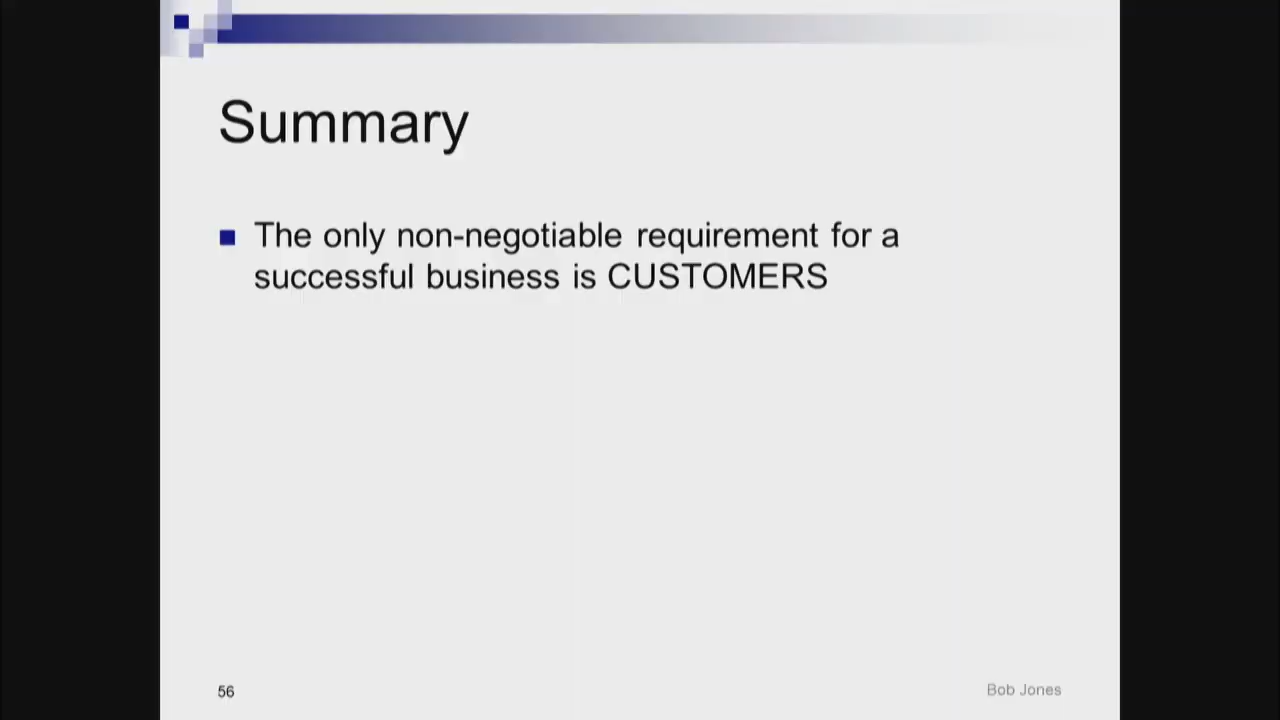 Summary
The only non-negotiable requirement for a
successful business is CUSTOMERS
56
Bob Jones